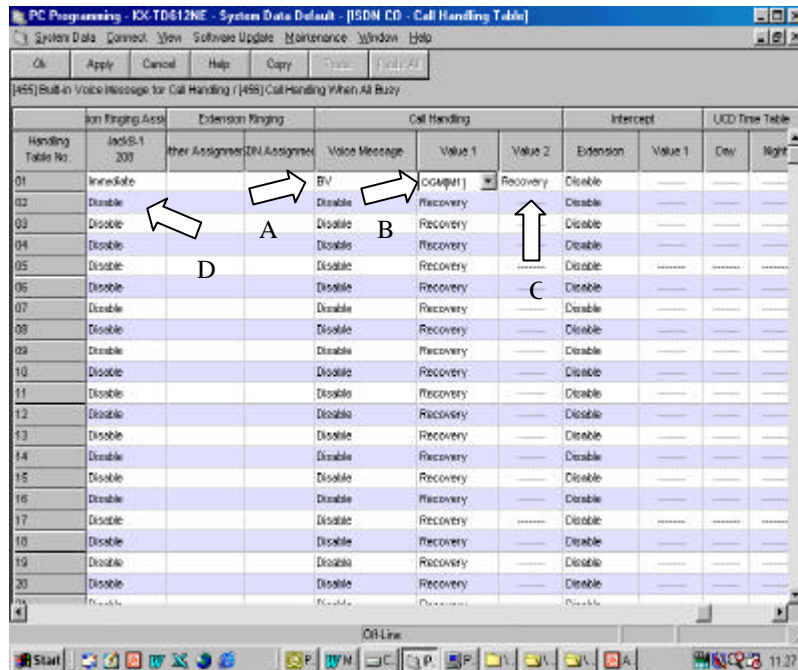 PC Programming - KX-TD612NE - System Data Default - [ISDN CO - Call Handling Table]
System Data Connect View Software Update Maintenance Window Help
Ok Apply Cancel Help Copy
[455] Built-in Voice Message for Call Handling / [456] Call Handling When All Busy
ion Ringing Assi Extension Ringing Call Handling Intercept UCD Time Table
Handling Table No. Jack8-1 208 ther Assignmen DN Assignmen Voice Message Value 1 Value 2 Extension Value 1 Day Night
01 Immediate BV OGM[M1] Recovery Disable
02 Disable Disable Recovery Disable
03 Disable Disable Recovery Disable
A B
04 Disable Disable Recovery Disable
D C
05 Disable Disable Recovery ------- Disable ------- ------- -------
06 Disable Disable Recovery Disable
07 Disable Disable Recovery Disable
08 Disable Disable Recovery Disable
09 Disable Disable Recovery Disable
10 Disable Disable Recovery Disable
11 Disable Disable Recovery Disable
12 Disable Disable Recovery Disable
13 Disable Disable Recovery Disable
14 Disable Disable Recovery Disable
15 Disable Disable Recovery Disable
16 Disable Disable Recovery Disable
17 Disable Disable Recovery ------- Disable ------- ------- -------
18 Disable Disable Recovery Disable
19 Disable Disable Recovery Disable
20 Disable Disable Recovery Disable
Off-Line
Start P. N C. P. P. \. \. \. A. 11:27